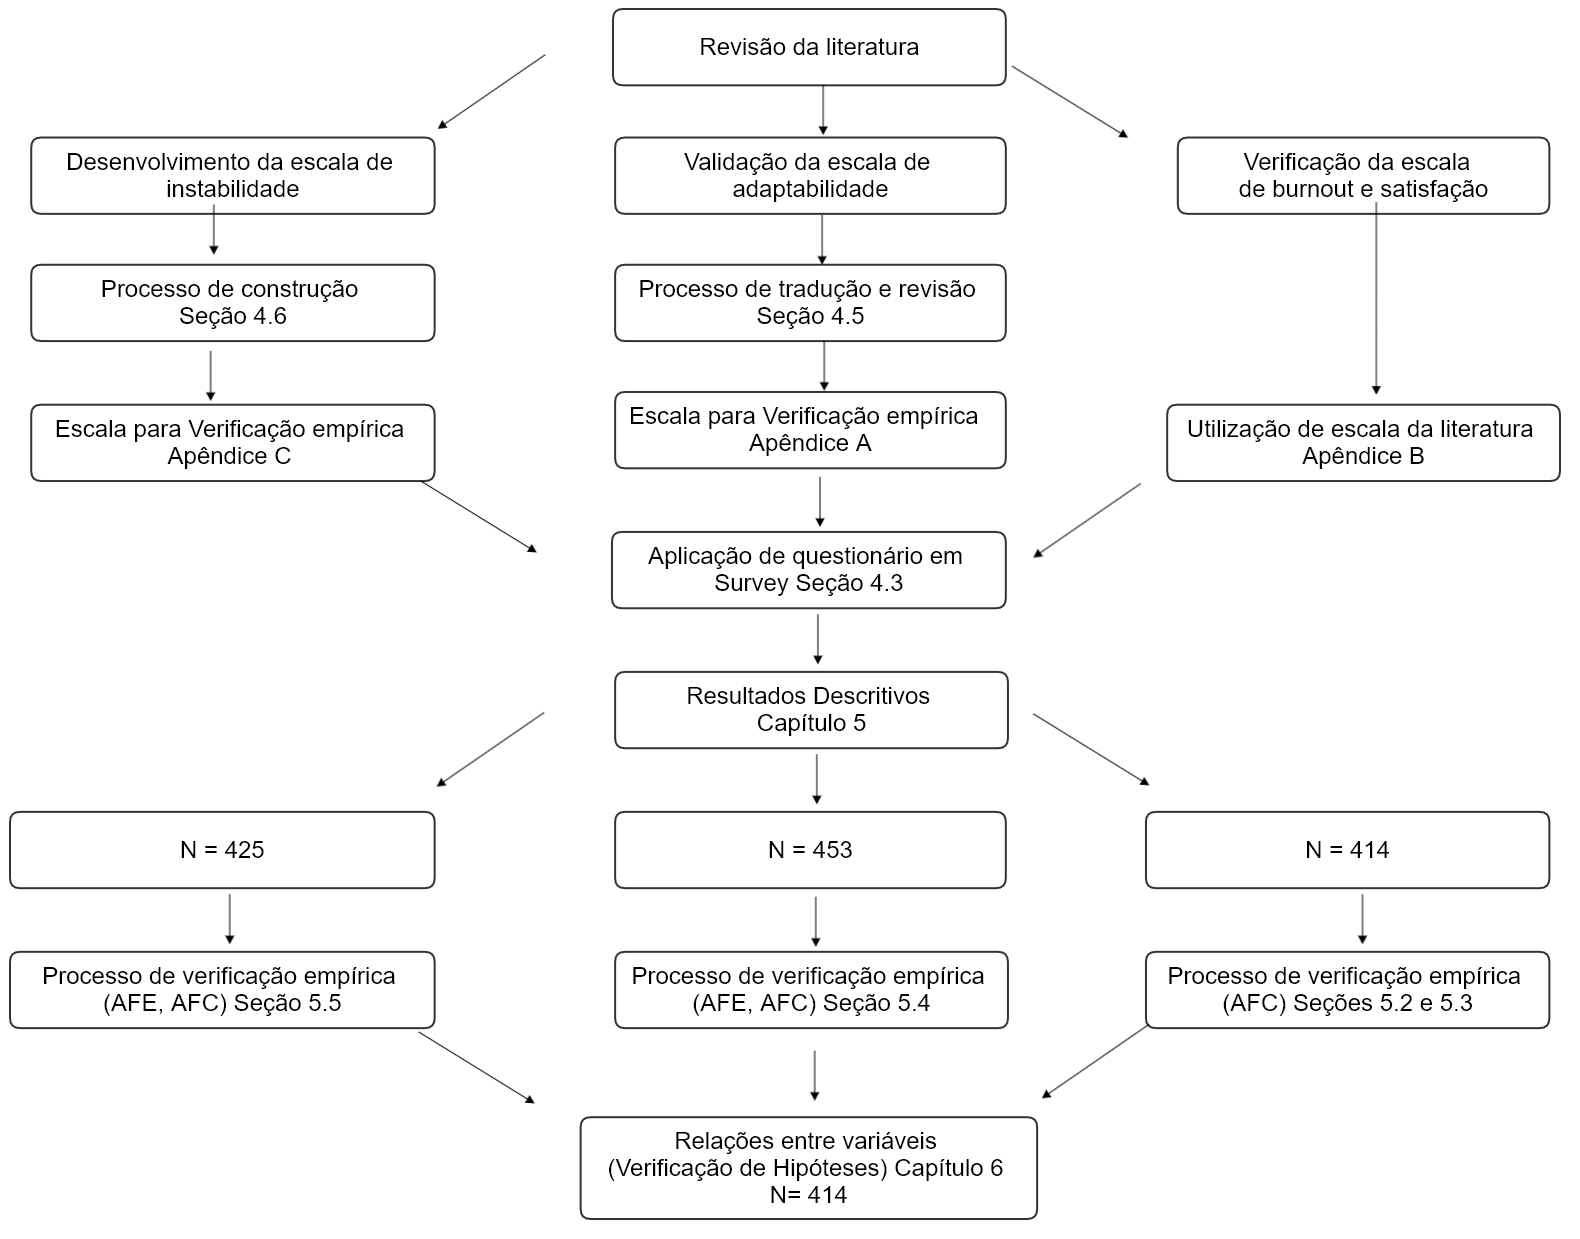 Revisão da literatura
Desenvolvimento da escala de
instabilidade
Validação da escala de
adaptabilidade
Verificação da escala
de burnout e satisfação
Processo de construção
Seção 4.6
Processo de tradução e revisão
Seção 4.5
Escala para Verificação empírica
Apêndice C
Escala para Verificação empírica
Apêndice A
Utilização de escala da literatura
Apêndice B
Aplicação de questionário em
Survey Seção 4.3
Resultados Descritivos
Capítulo 5
N = 425
N = 453
N = 414
Processo de verificação empírica
(AFE, AFC) Seção 5.5
Processo de verificação empírica
(AFE, AFC) Seção 5.4
Processo de verificação empírica
(AFC) Seções 5.2 e 5.3
Relações entre variáveis
(Verificação de Hipóteses) Capítulo 6
N= 414